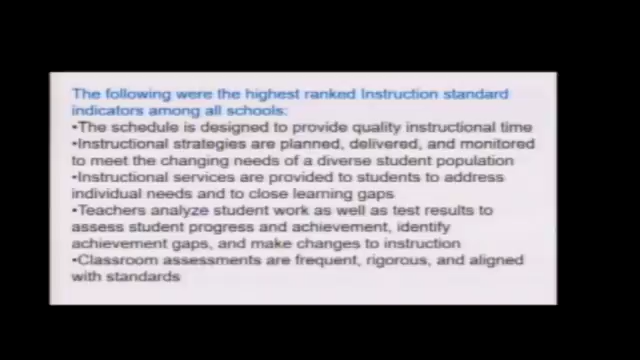 The following were the highest ranked Instruction standard
indicators among all schools:
•The schedule is designed to provide quality instructional time
•Instructional strategies are planned, delivered, and monitored
to meet the changing needs of a diverse student population
•Instructional services are provided to students to address
individual needs and to close learning gaps
•Teachers analyze student work as well as test results to
assess student progress and achievement, identify
achievement gaps, and make changes to instruction
•Classroom assessments are frequent, rigorous, and aligned
with standards